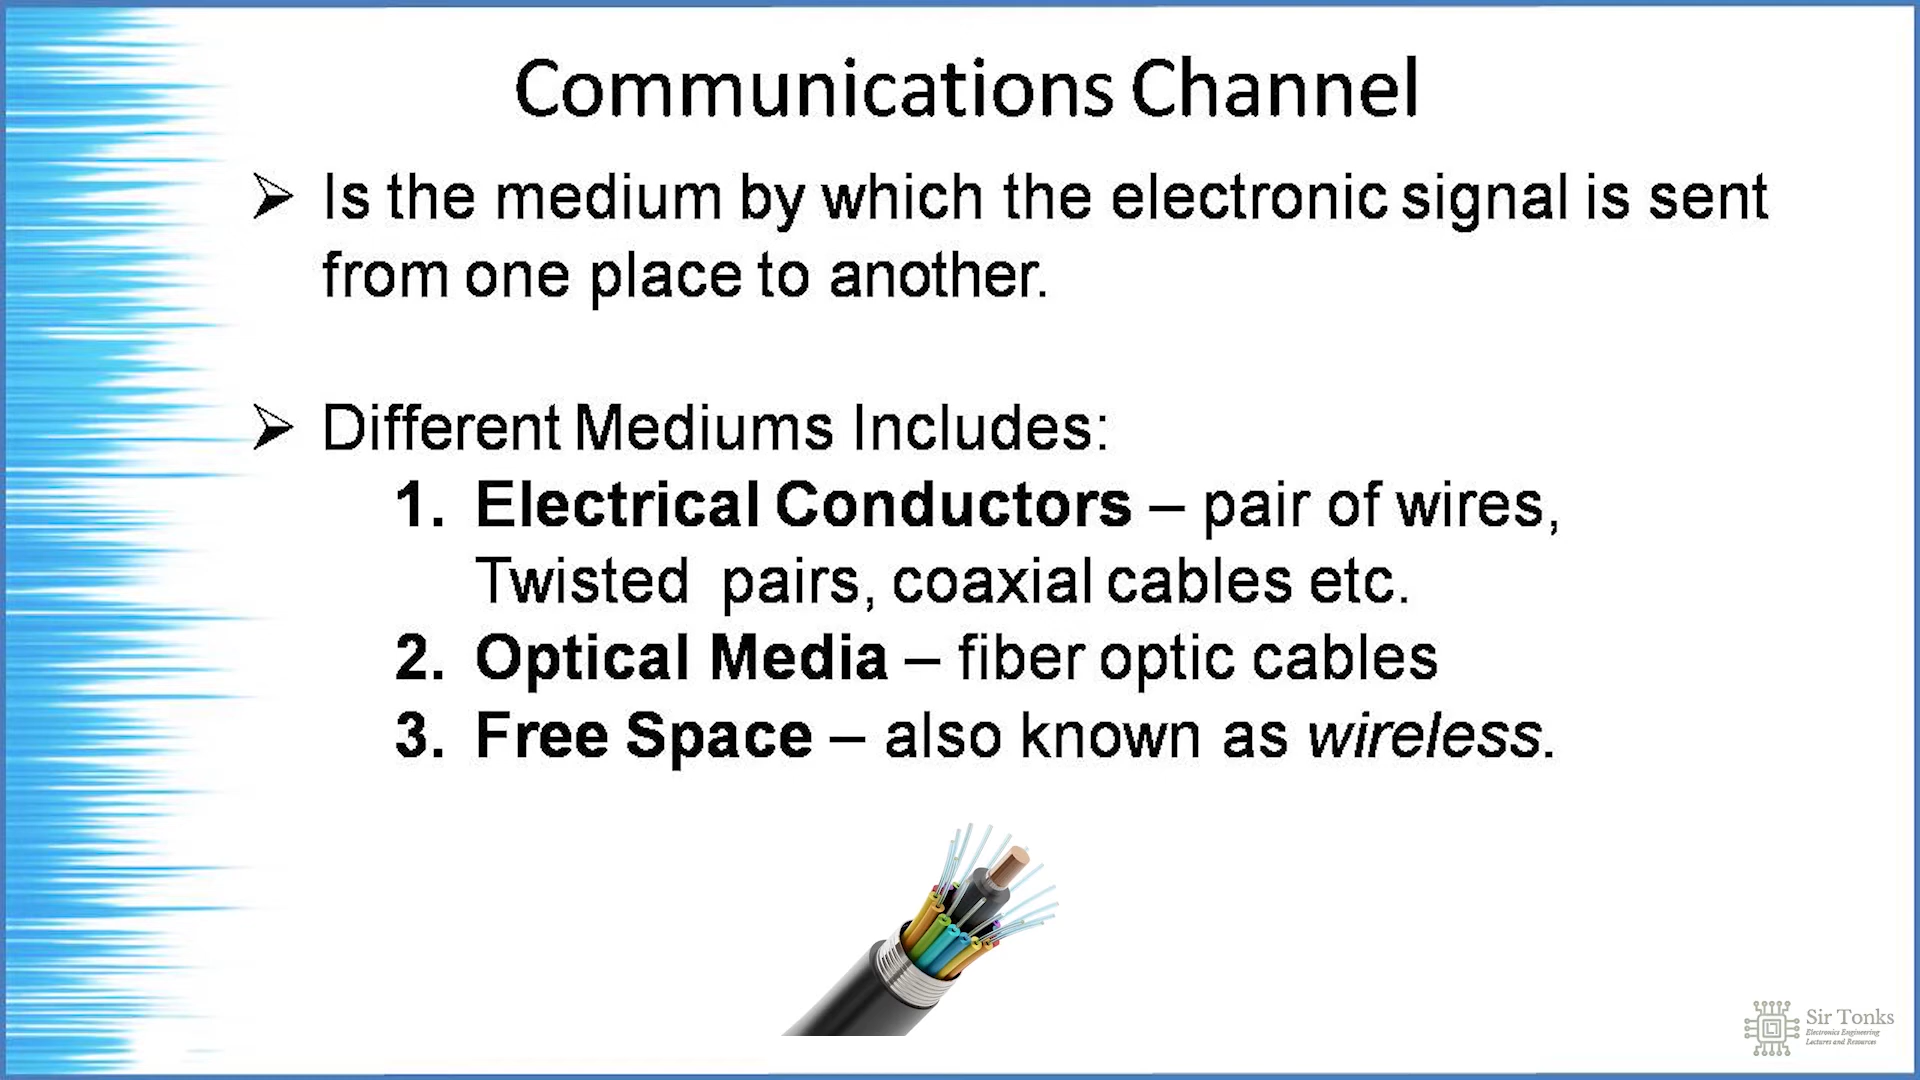 Communications Channel
Is the medium by which the electronic signal is sent
from one place to another.
Different Mediums Includes:
1. Electrical Conductors – pair of wires,
Twisted pairs, coaxial cables etc.
2. Optical Media – fiber optic cables
3. Free Space – also known as wireless.
Sir Tonks
Electronics Engineering
Lectures and Resources